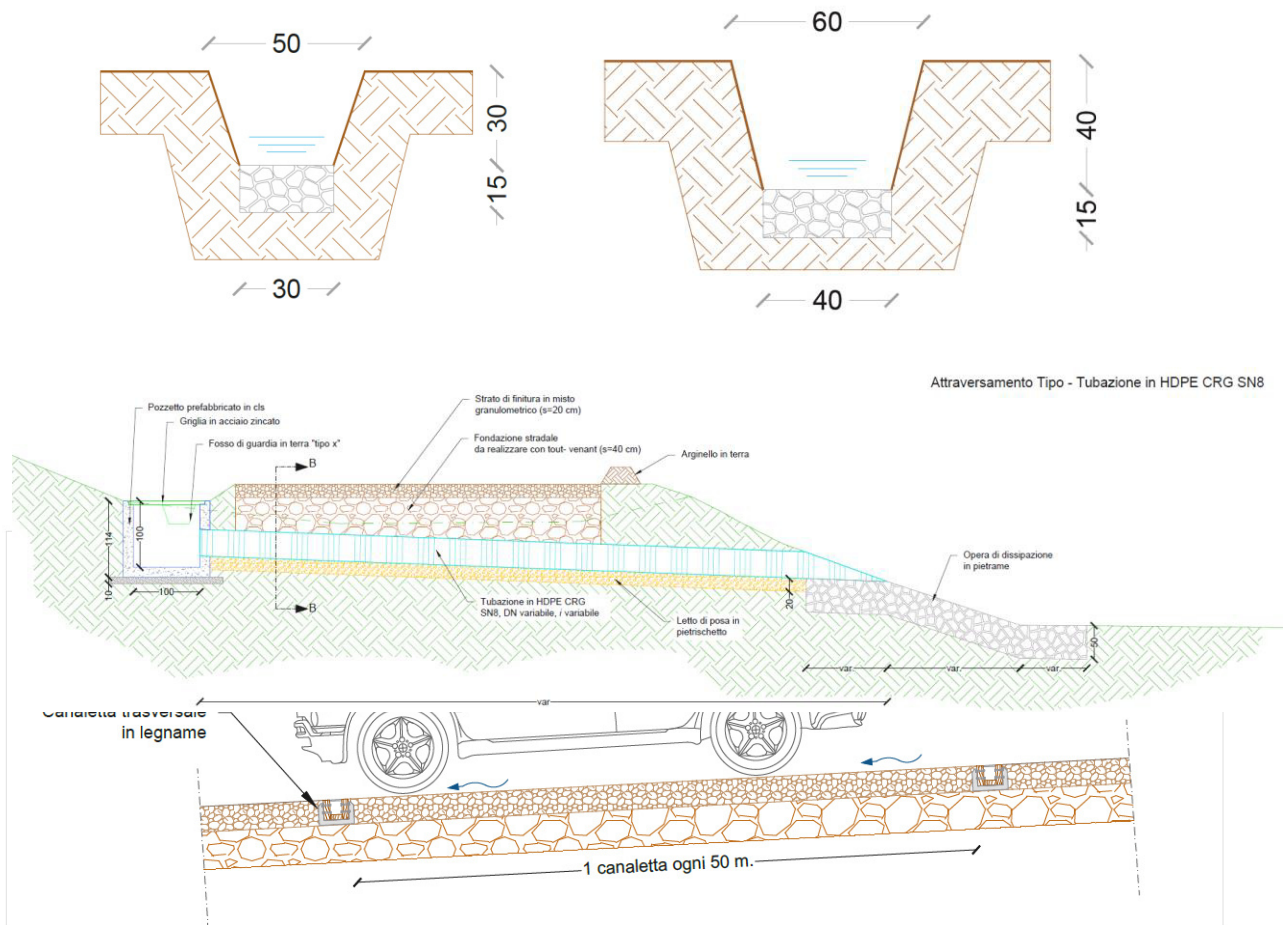 50
30
15
30
60
40
15
40
Attraversamento Tipo - Tubazione in HDPE CRG SN8
Pozzetto prefabbricato in cls
Griglia in acciaio zincato
Fosso di guardia in terra "tipo x"
Strato di finitura in misto
granulometrico (s=20 cm)
Fondazione stradale
da realizzare con tout- venant (s=40 cm)
Arginello in terra
B
114
100
100
10
B
Tubazione in HDPE CRG
SN8, DN variabile, i variabile
Letto di posa in
pietrischetto
20
Opera di dissipazione
in pietrame
50
var.
var.
var.
var
Canaletta trasversale
in legname
1 canaletta ogni 50 m.